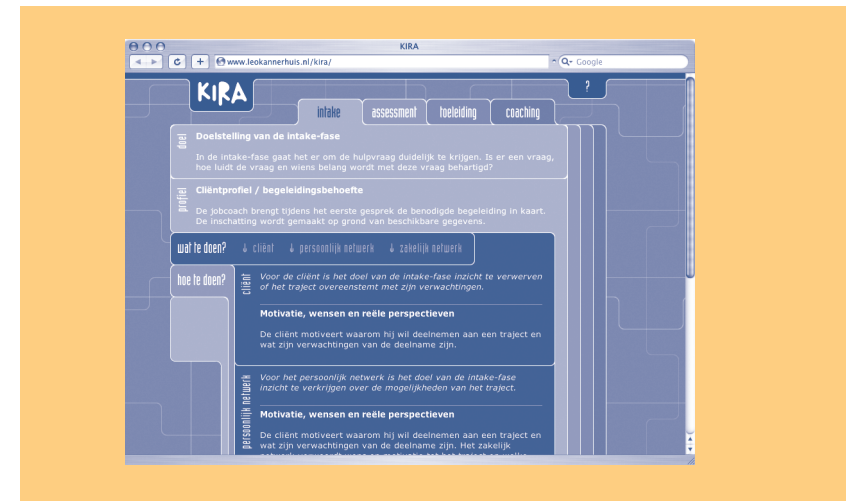 KIRA
www.leokannerhuis.nl/kira/
Google
KIRA
?
intake
assessment
toeleiding
coaching
doel
Doelstelling van de intake-fase
In de intake-fase gaat het er om de hulpvraag duidelijk te krijgen. Is er een vraag,
hoe luidt de vraag en wiens belang wordt met deze vraag behartigd?
profiel
Cliëntprofiel / begeleidingsbehoefte
De jobcoach brengt tijdens het eerste gesprek de benodigde begeleiding in kaart.
De inschatting wordt gemaakt op grond van beschikbare gegevens.
wat te doen?
cliënt
persoonlijk netwerk
zakelijk netwerk
hoe te doen?
cliënt
Voor de cliënt is het doel van de intake-fase inzicht te verwerven
of het traject overeenstemt met zijn verwachtingen.
Motivatie, wensen en reële perspectieven
De cliënt motiveert waarom hij wil deelnemen aan een traject en
wat zijn verwachtingen van de deelname zijn.
persoonlijk netwerk
Voor het persoonlijk netwerk is het doel van de intake-fase
inzicht te verkrijgen over de mogelijkheden van het traject.
Motivatie, wensen en reële perspectieven
De cliënt motiveert waarom hij wil deelnemen aan een traject en
wat zijn verwachtingen van de deelname zijn. Het zakelijk